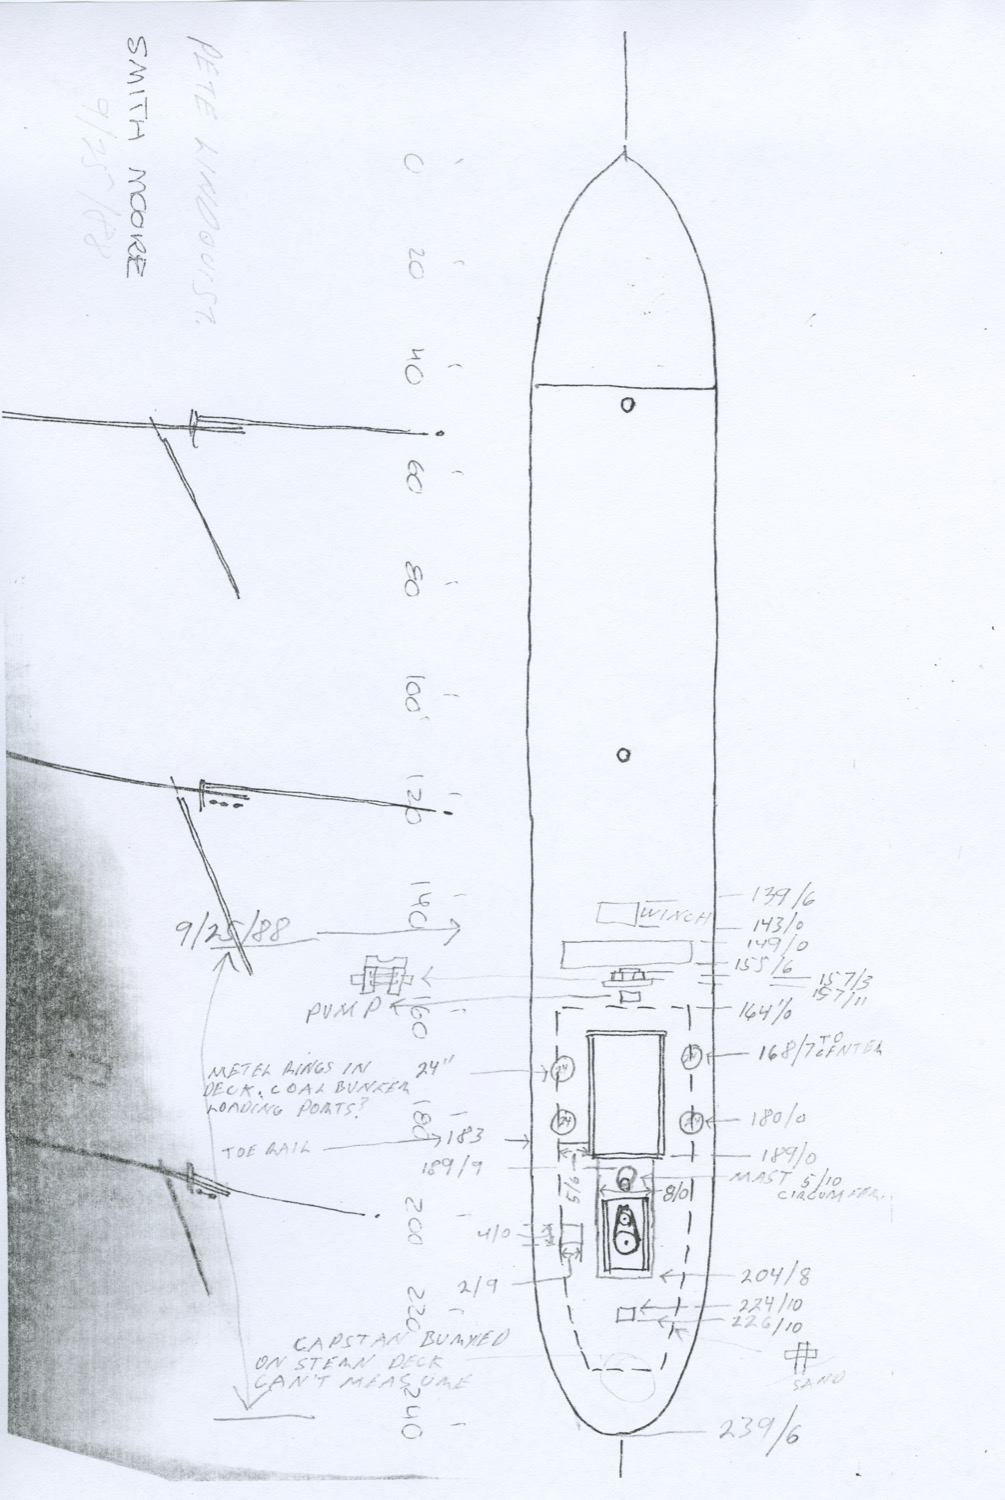 PETE LINDQUIST.
SMITH MOORE
9/25/88
0
20
40
60
80
100'
120
140
160
180
200
220
240
9/25/88
PUMP
METEL RINGS IN
DECK. COAL BUNKER
LOADING PORTS?
24"
TOE RAIL
183
189/9
4/0
2/9
CAPSTAN BURIED
ON STERN DECK
CAN'T MEASURE
WINCH
139/6
143/0
149/0
155/6
157/3
157/11
164/0
168/7 TO CENTER
24
24
24
24
180/0
189/0
MAST 5/10
CIRCUMFER.
5/6
8/0
204/8
224/10
226/10
SAND
239/6